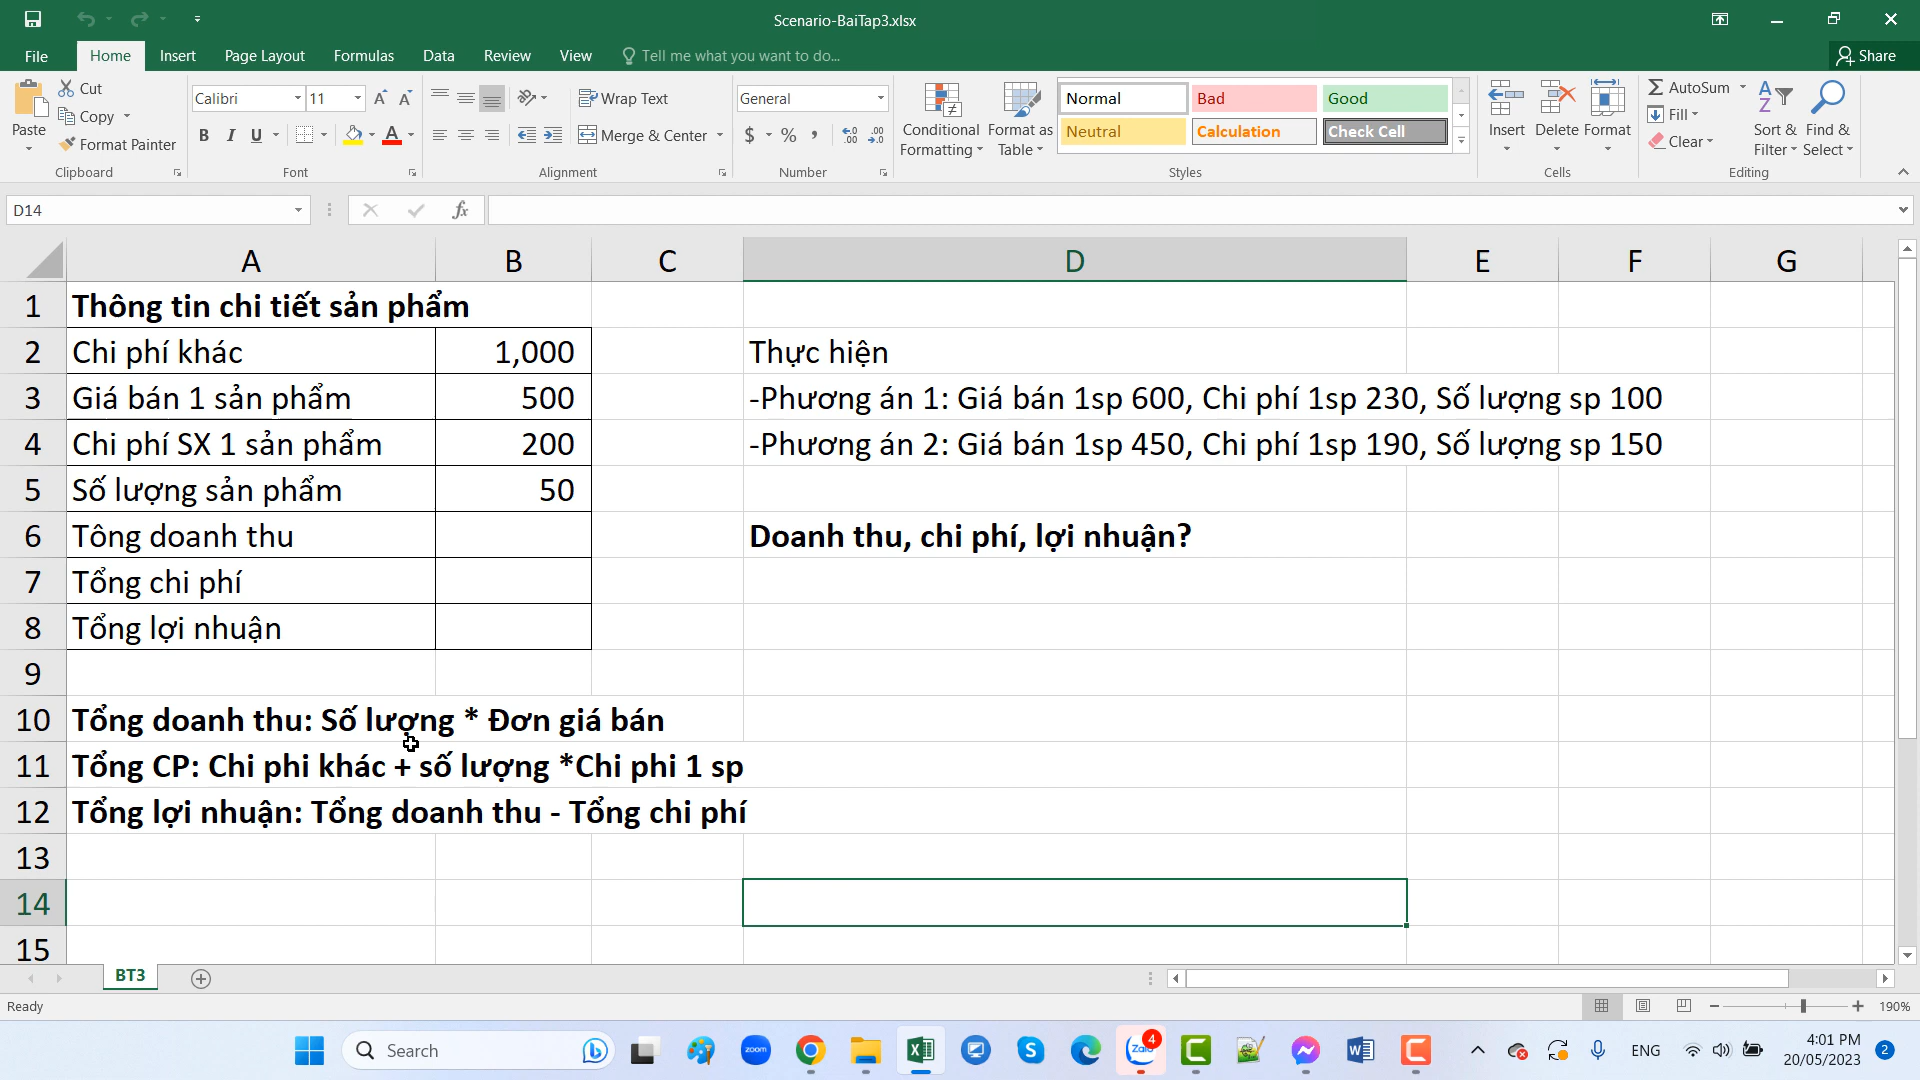 Scenario-BaiTap3.xlsx
File Home Insert Page Layout Formulas Data Review View Tell me what you want to do... Share
Paste Cut Copy Format Painter Clipboard
Calibri 11 B I U Font
Wrap Text Merge & Center Alignment
General $ % , Number
Conditional Formatting Format as Table
Normal Bad Good
Neutral Calculation Check Cell
Styles
Insert Delete Format Cells
AutoSum Fill Clear Sort & Filter Find & Select Editing
D14 fx
A B C D E F G
1 Thông tin chi tiết sản phẩm
2 Chi phí khác 1,000 Thực hiện
3 Giá bán 1 sản phẩm 500 -Phương án 1: Giá bán 1sp 600, Chi phí 1sp 230, Số lượng sp 100
4 Chi phí SX 1 sản phẩm 200 -Phương án 2: Giá bán 1sp 450, Chi phí 1sp 190, Số lượng sp 150
5 Số lượng sản phẩm 50
6 Tông doanh thu Doanh thu, chi phí, lợi nhuận?
7 Tổng chi phí
8 Tổng lợi nhuận
9
10 Tổng doanh thu: Số lượng * Đơn giá bán
11 Tổng CP: Chi phi khác + số lượng *Chi phi 1 sp
12 Tổng lợi nhuận: Tổng doanh thu - Tổng chi phí
13
14
15
BT3
Ready 190%
Search zoom Zalo 4 ENG 4:01 PM 2
20/05/2023